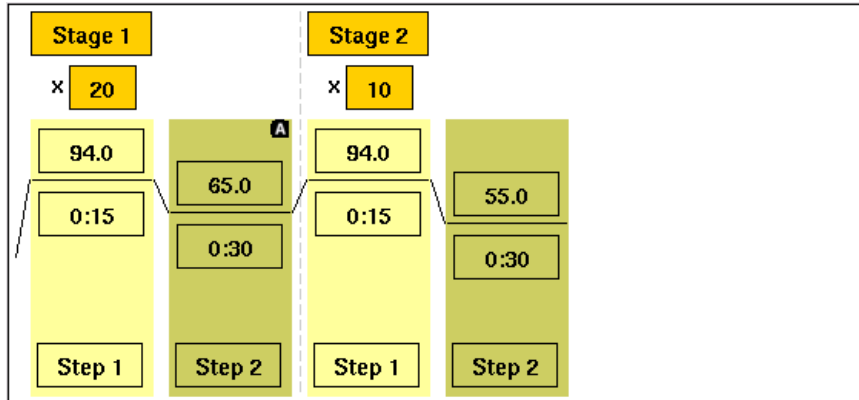 Stage 1
Stage 2
x 20
x 10
A
94.0
65.0
94.0
55.0
0:15
0:30
0:15
0:30
Step 1
Step 2
Step 1
Step 2